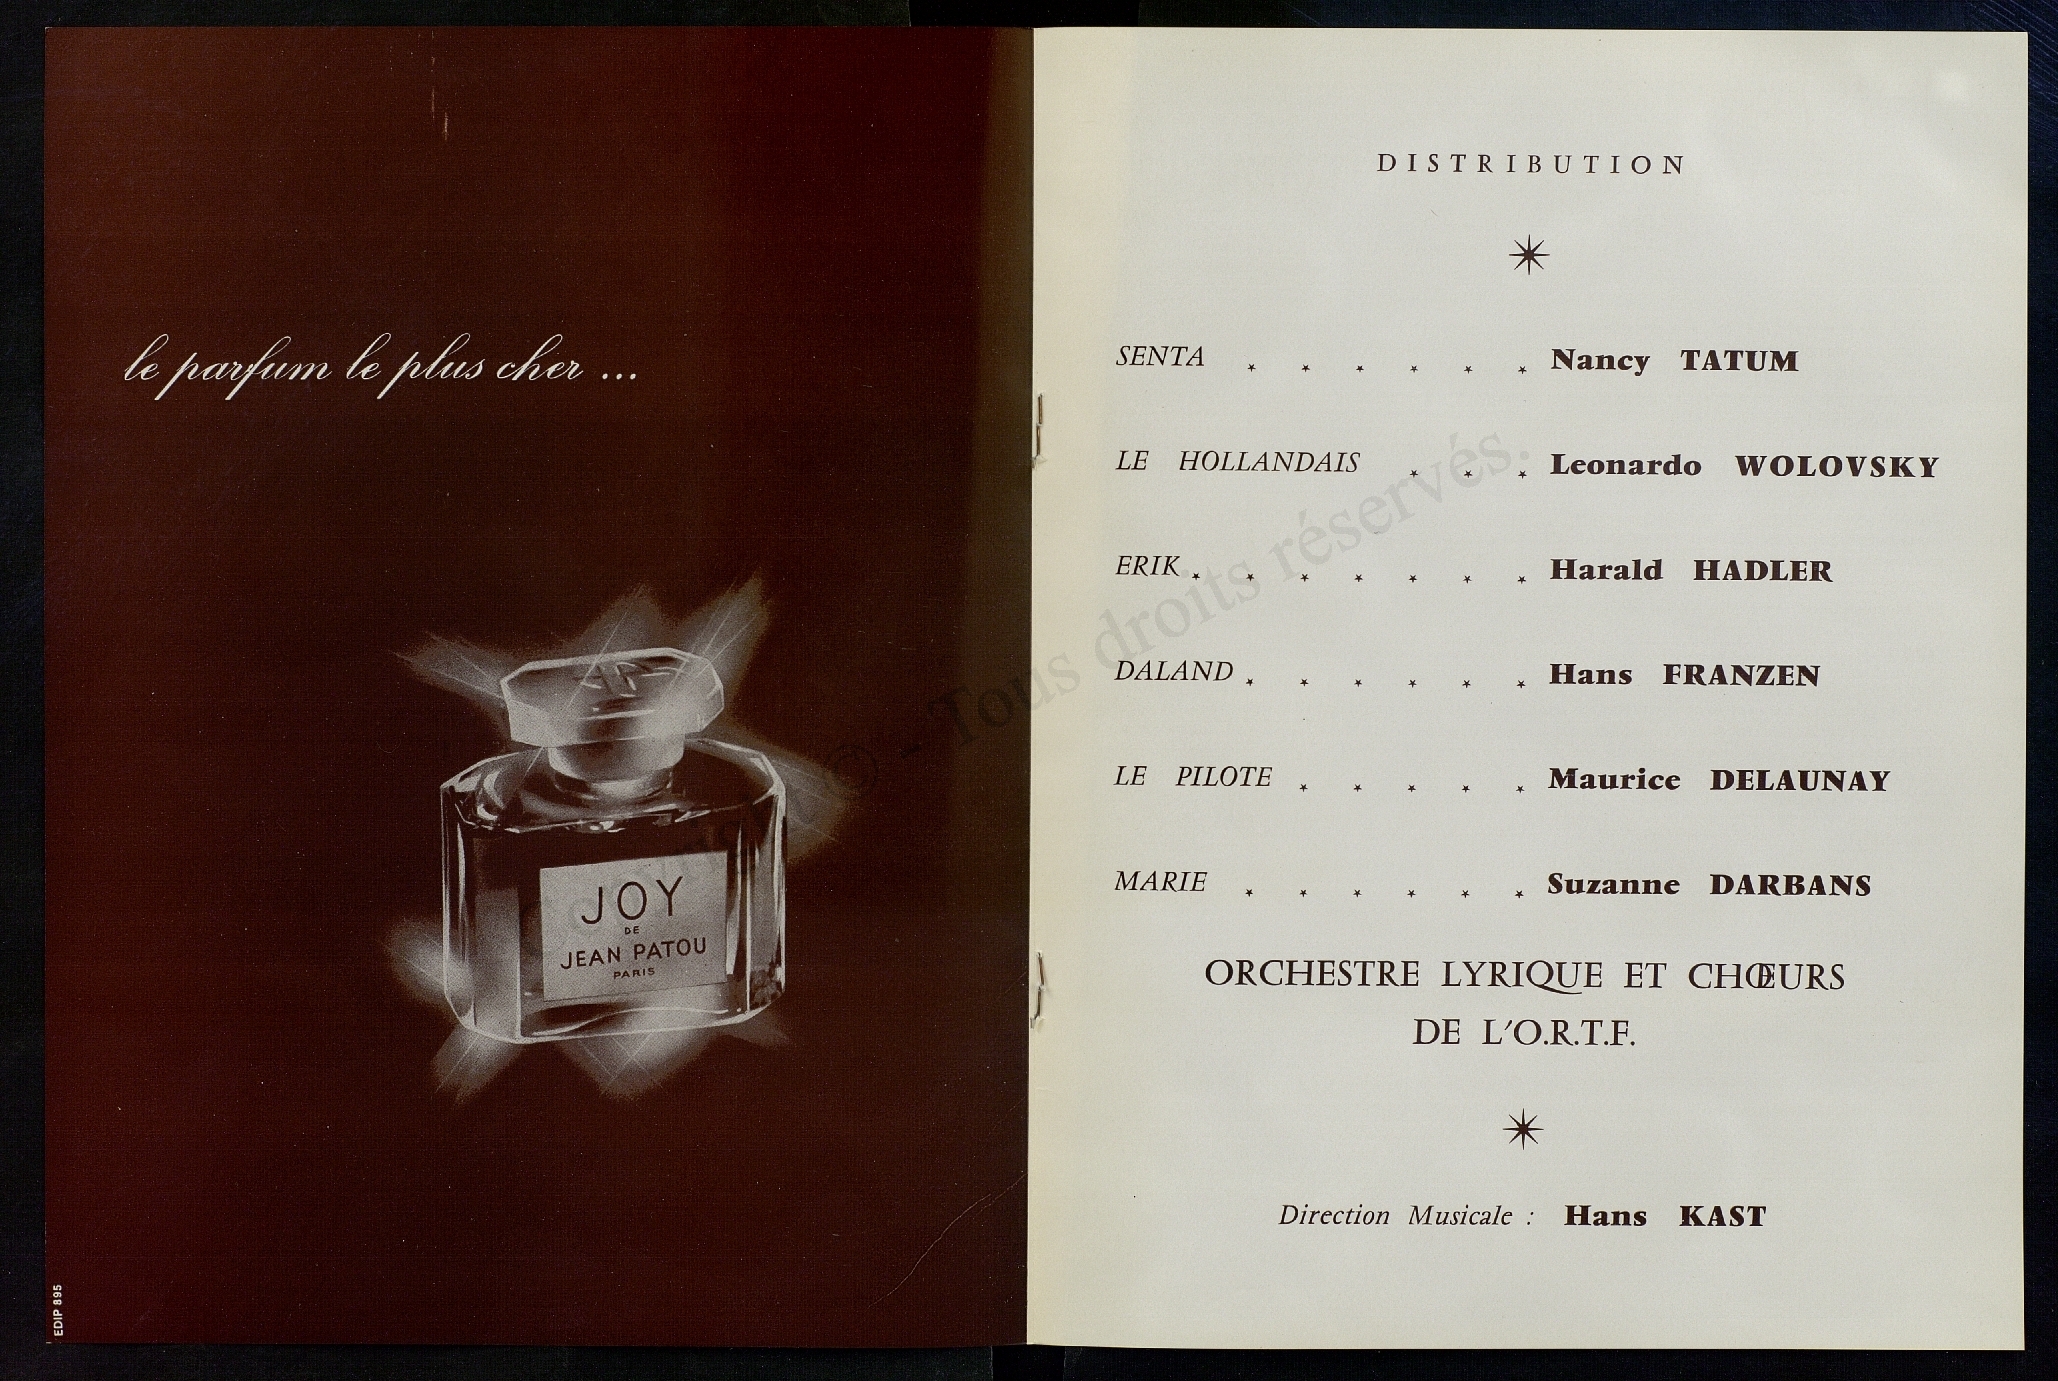 le parfum le plus cher ...
JOY
DE
JEAN PATOU
PARIS
EDIP 895
DISTRIBUTION
SENTA . . . . . . Nancy TATUM
LE HOLLANDAIS . . . Leonardo WOLOVSKY
ERIK . . . . . . . Harald HADLER
DALAND . . . . . . Hans FRANZEN
LE PILOTE . . . . . Maurice DELAUNAY
MARIE . . . . . . Suzanne DARBANS
ORCHESTRE LYRIQUE ET CHŒURS
DE L'O.R.T.F.
Direction Musicale : Hans KAST
© - Tous droits réservés.